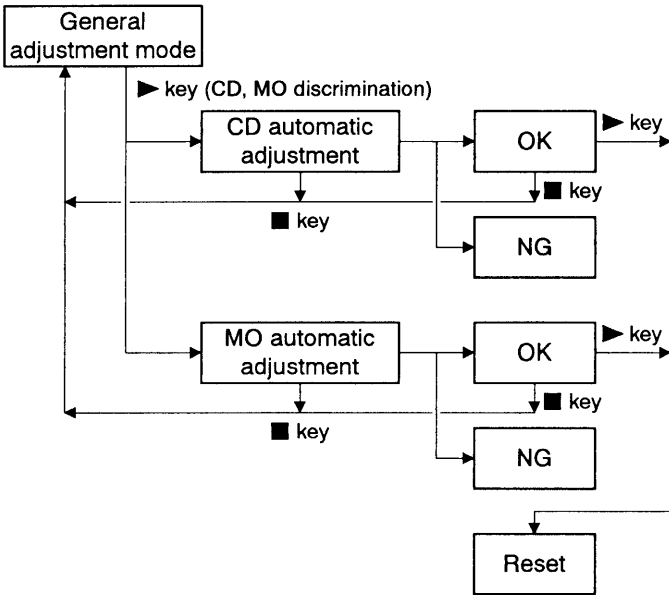 General
adjustment mode
▶ key (CD, MO discrimination)
CD automatic
adjustment
OK
▶ key
■ key
■ key
NG
MO automatic
adjustment
OK
▶ key
■ key
■ key
NG
Reset